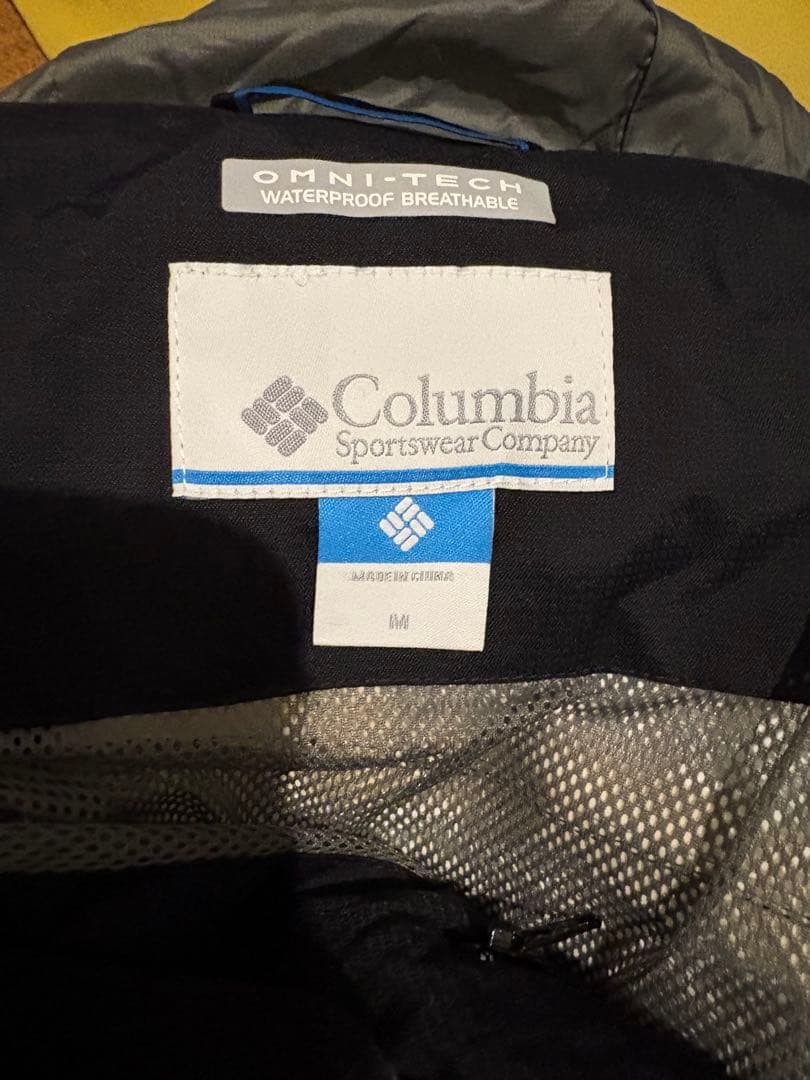 OMNI-TECH
WATERPROOF BREATHABLE
Columbia
Sportswear Company
MADE IN CHINA
M